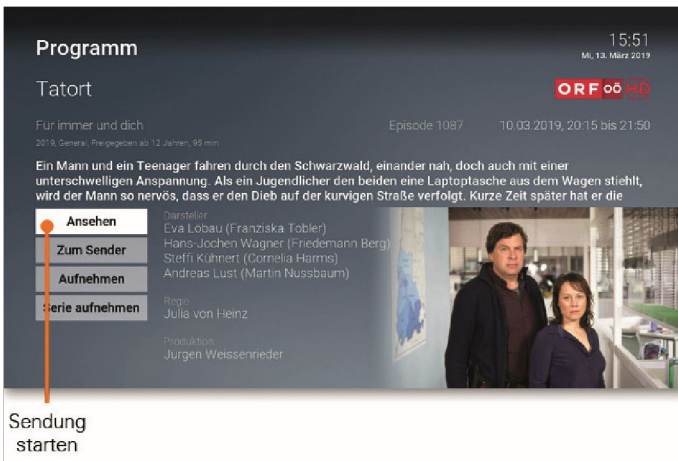 Programm
15:51
Mi, 13. März 2019
Tatort
ORF OÖ HD
Für immer und dich
Episode 1087
10.03.2019, 20:15 bis 21:50
2019, General, Freigegeben ab 12 Jahren, 95 min
Ein Mann und ein Teenager fahren durch den Schwarzwald, einander nah, doch auch mit einer
unterschwelligen Anspannung. Als ein Jugendlicher den beiden eine Laptoptasche aus dem Wagen stiehlt,
wird der Mann so nervös, dass er den Dieb auf der kurvigen Straße verfolgt. Kurze Zeit später hat er die
Ansehen
Zum Sender
Aufnehmen
Serie aufnehmen
Darsteller
Eva Löbau (Franziska Tobler)
Hans-Jochen Wagner (Friedemann Berg)
Steffi Kühnert (Cornelia Harms)
Andreas Lust (Martin Nussbaum)
Regie
Julia von Heinz
Produktion
Jürgen Weissenrieder
Sendung
starten